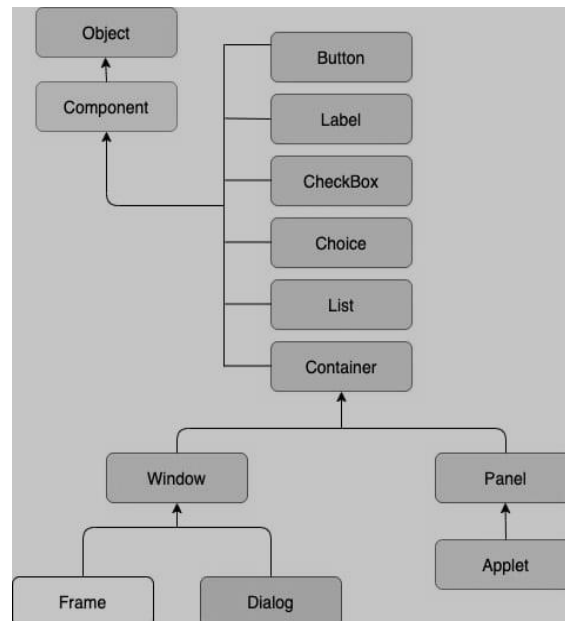 Object
Component
Button
Label
CheckBox
Choice
List
Container
Window
Panel
Applet
Frame
Dialog